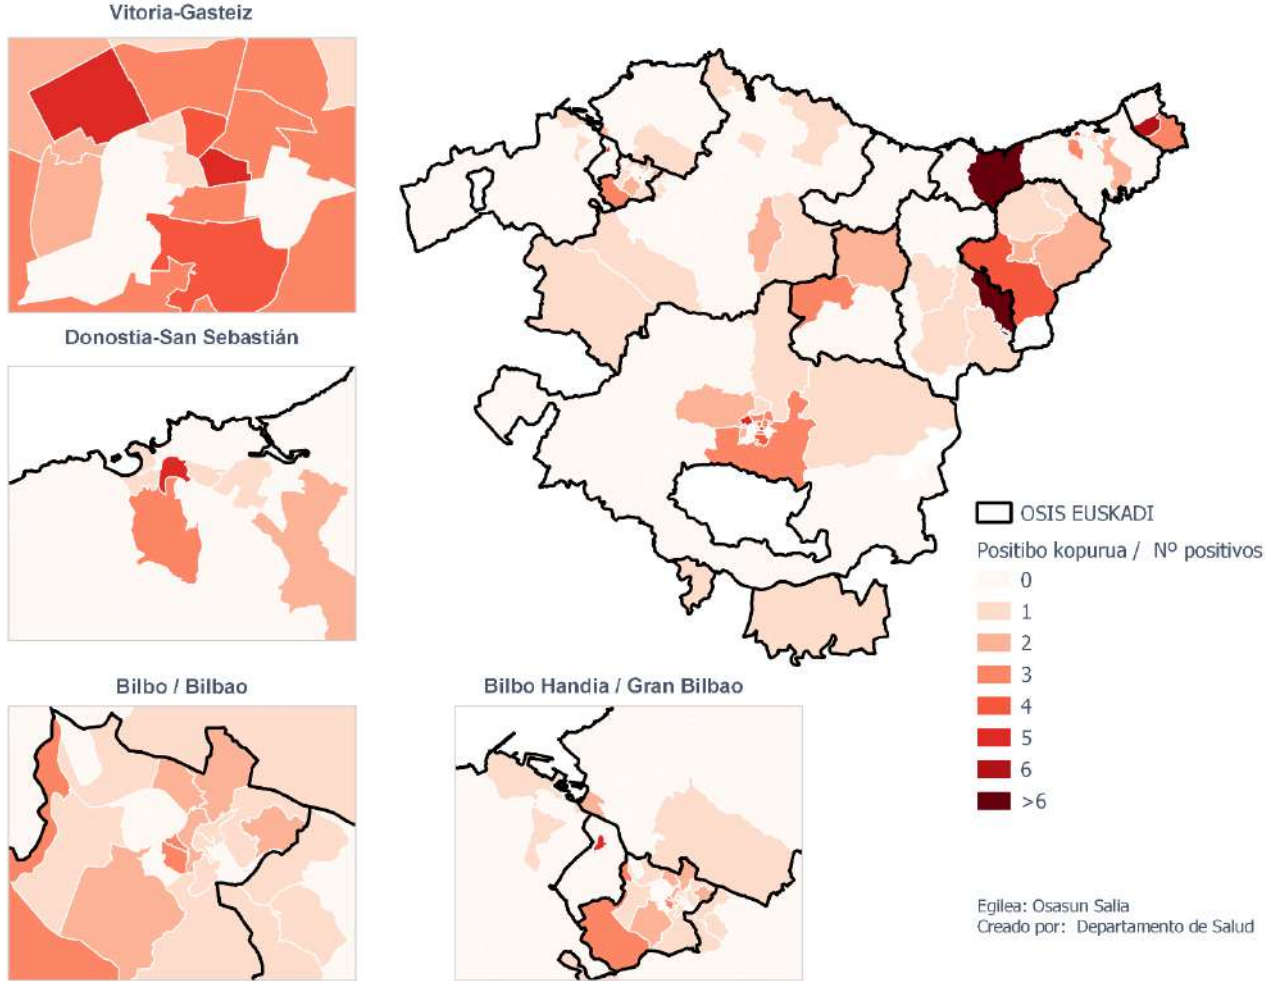 Vitoria-Gasteiz
Donostia-San Sebastián
Bilbo / Bilbao
Bilbo Handia / Gran Bilbao
OSIS EUSKADI
Positibo kopurua / Nº positivos
0
1
2
3
4
5
6
>6
Egilea: Osasun Salia
Creado por: Departamento de Salud